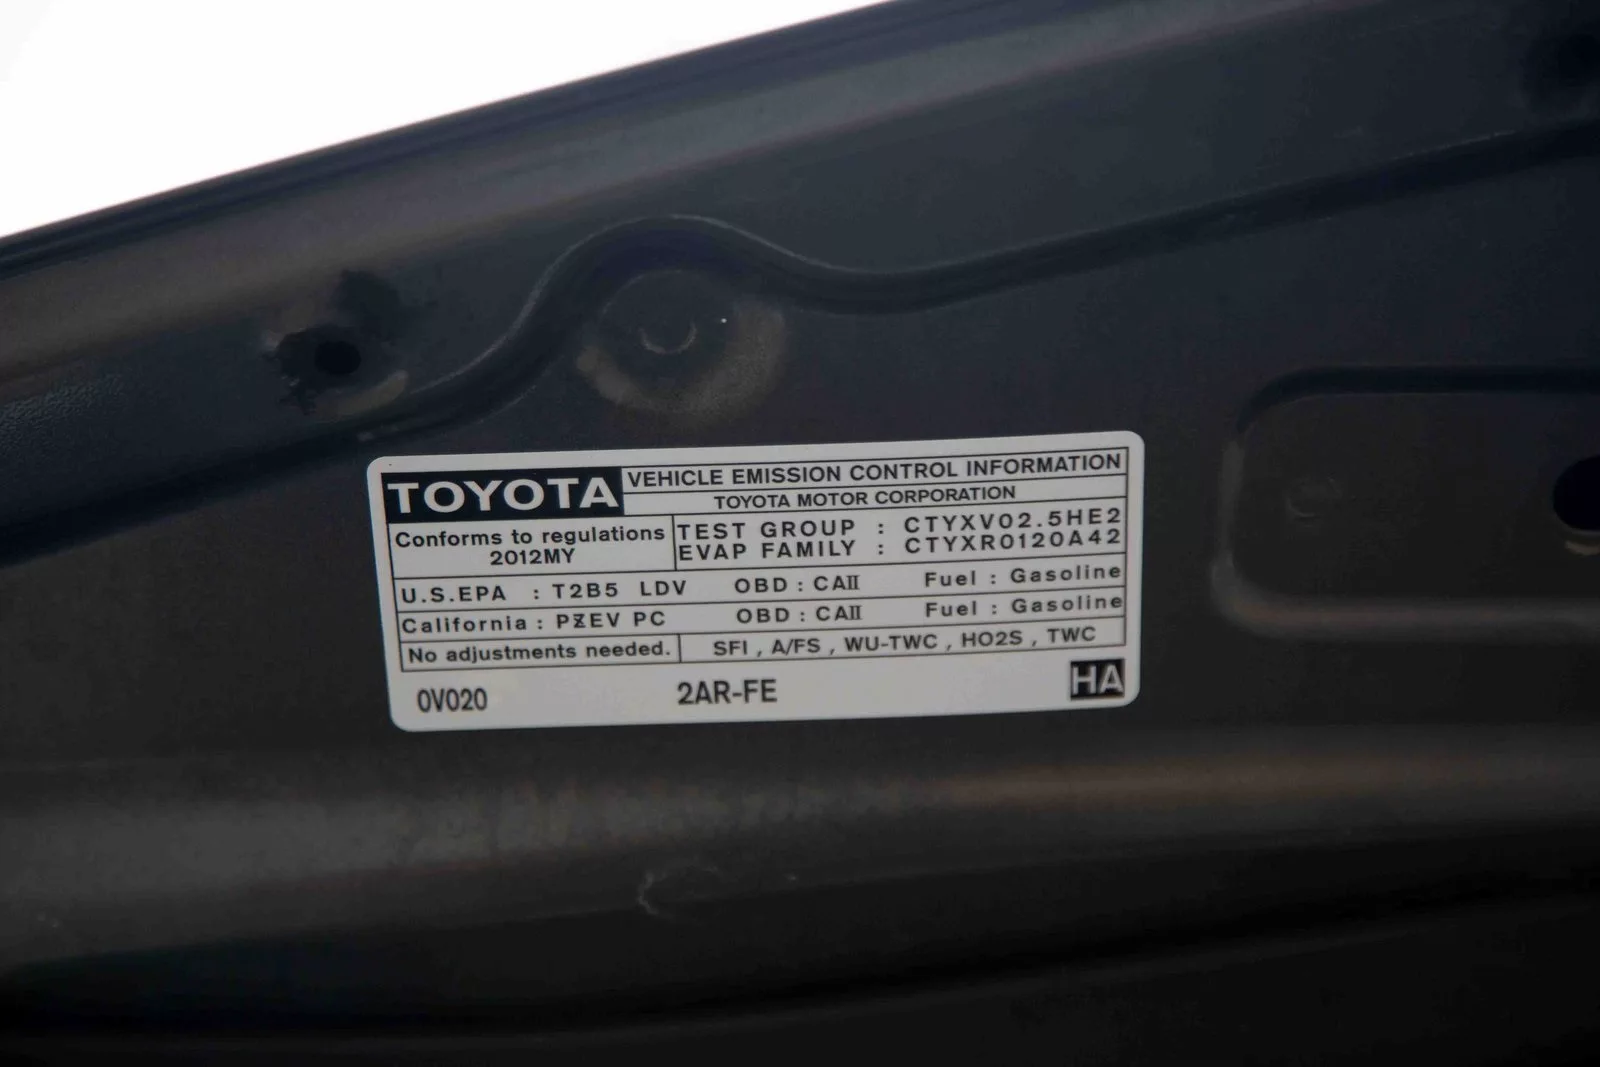 TOYOTA
VEHICLE EMISSION CONTROL INFORMATION
TOYOTA MOTOR CORPORATION
Conforms to regulations
2012MY
TEST GROUP : CTYXV02.5HE2
EVAP FAMILY : CTYXR0120A42
U.S.EPA : T2B5 LDV OBD : CAII Fuel : Gasoline
California : PZEV PC OBD : CAII Fuel : Gasoline
No adjustments needed. SFI , A/FS , WU-TWC , HO2S , TWC
0V020 2AR-FE HA